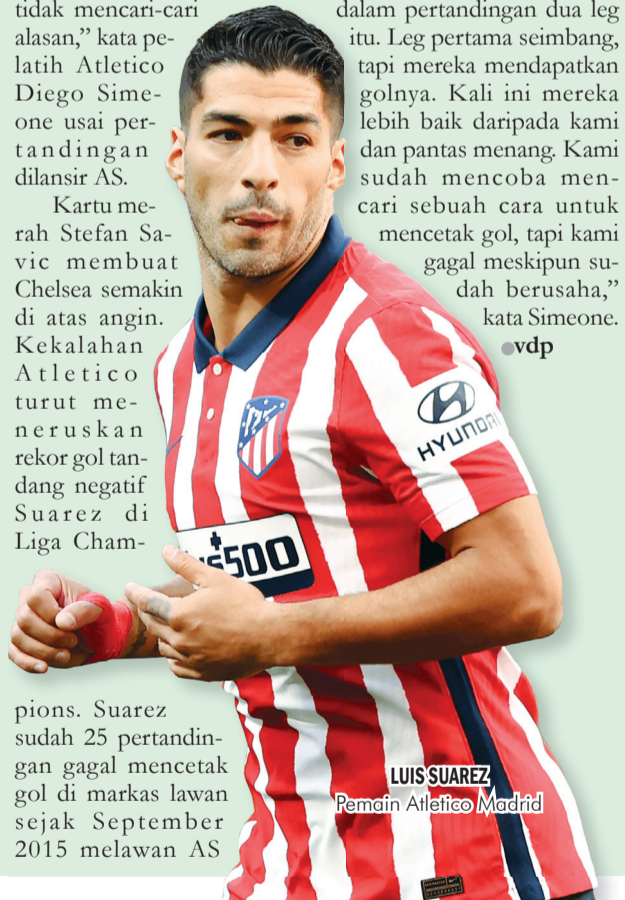 tidak mencari-cari
alasan,” kata pe-
latih Atletico
Diego Sime-
one usai per-
tandingan
dilansir AS.
Kartu me-
rah Stefan Sa-
vic membuat
Chelsea semakin
di atas angin.
Kekalahan
Atletico
turut me-
neruskan
rekor gol tan-
dang negatif
Suarez di
Liga Cham-
pions. Suarez
sudah 25 pertandin-
gan gagal mencetak
gol di markas lawan
sejak September
2015 melawan AS
dalam pertandingan dua leg
itu. Leg pertama seimbang,
tapi mereka mendapatkan
golnya. Kali ini mereka
lebih baik daripada kami
dan pantas menang. Kami
sudah mencoba men-
cari sebuah cara untuk
mencetak gol, tapi kami
gagal meskipun su-
dah berusaha,”
kata Simeone.
●vdp
HYUNDAI
500
LUIS SUAREZ
Pemain Atletico Madrid